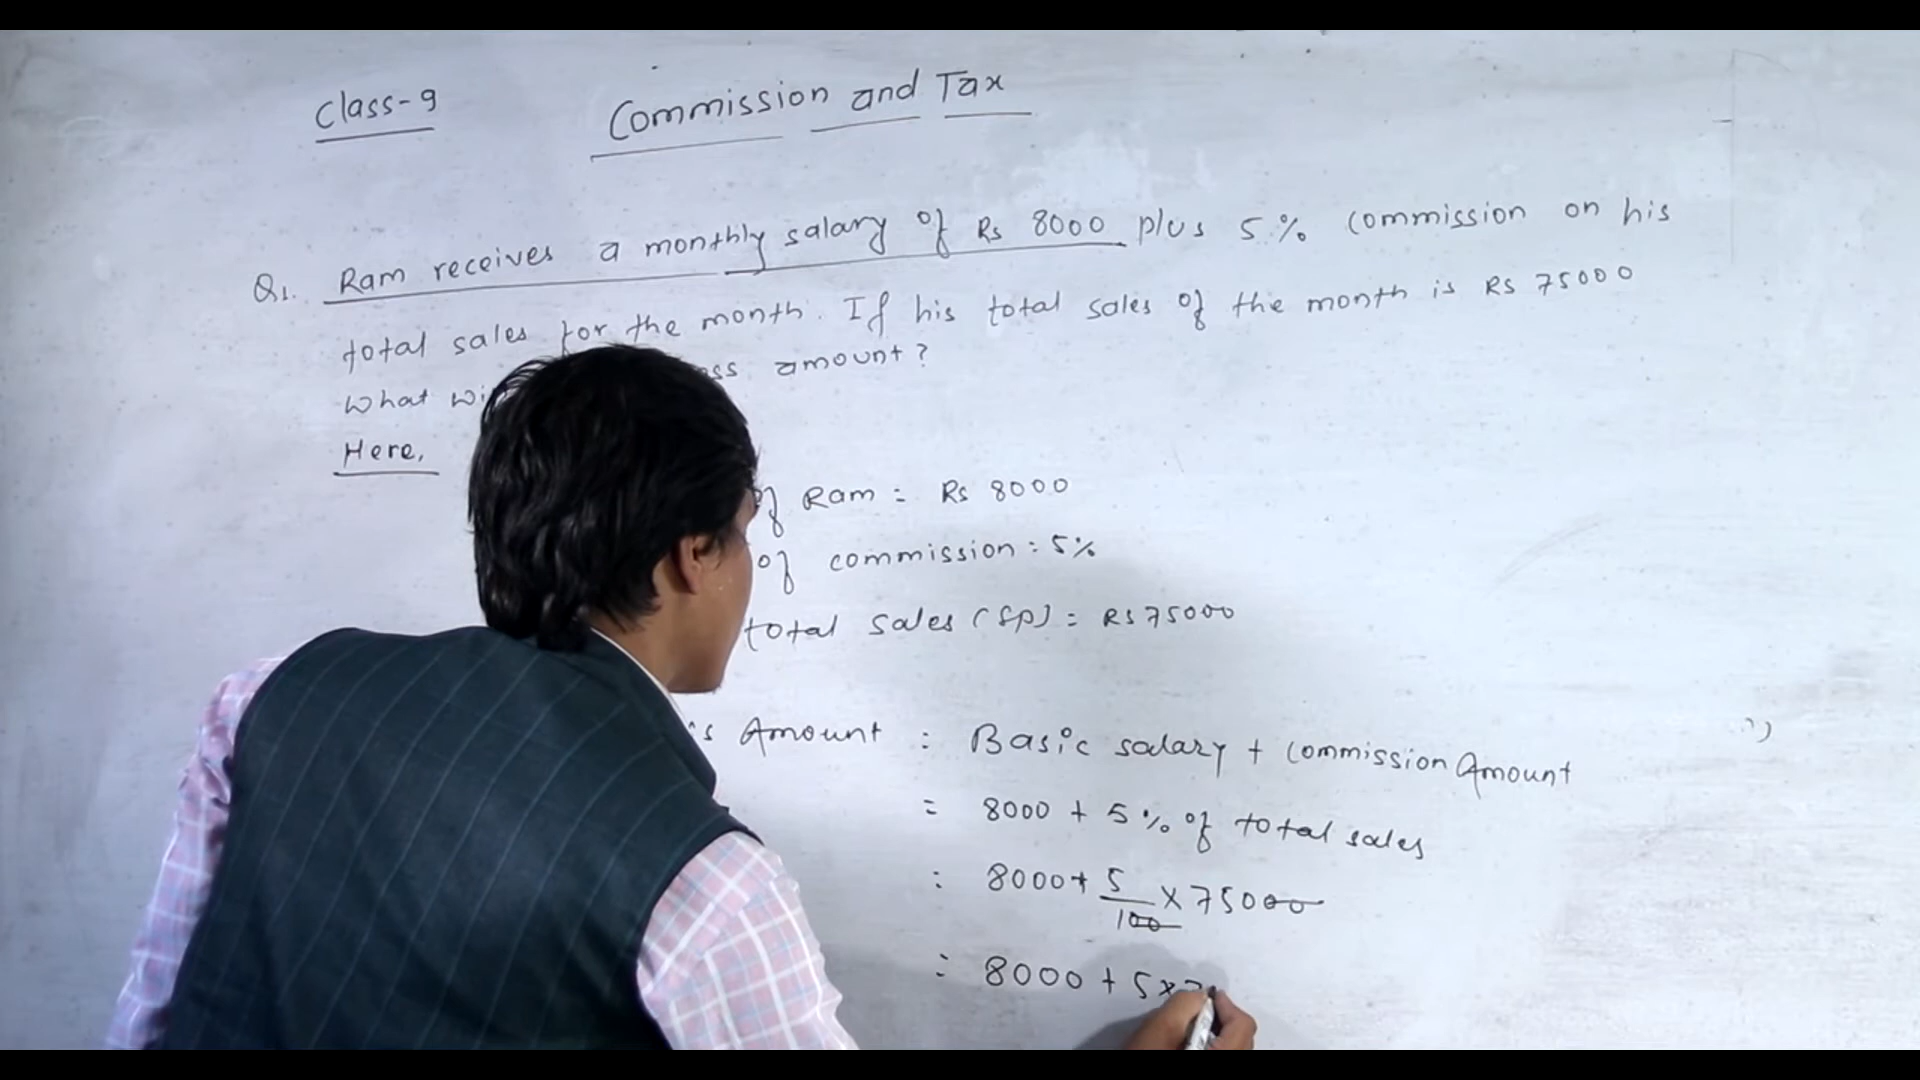 Class-9
Commission and Tax
Q1. Ram receives a monthly salary of Rs 8000 plus 5% commission on his
total sales for the month. If his total sales of the month is Rs 75000
What amount?
Here,
of Ram = Rs 8000
of commission = 5%
total sales (SP) = Rs 75000
Amount = Basic salary + Commission Amount
= 8000 + 5% of total sales
= 8000 + 5/100 × 75000
= 8000 + 5 ×